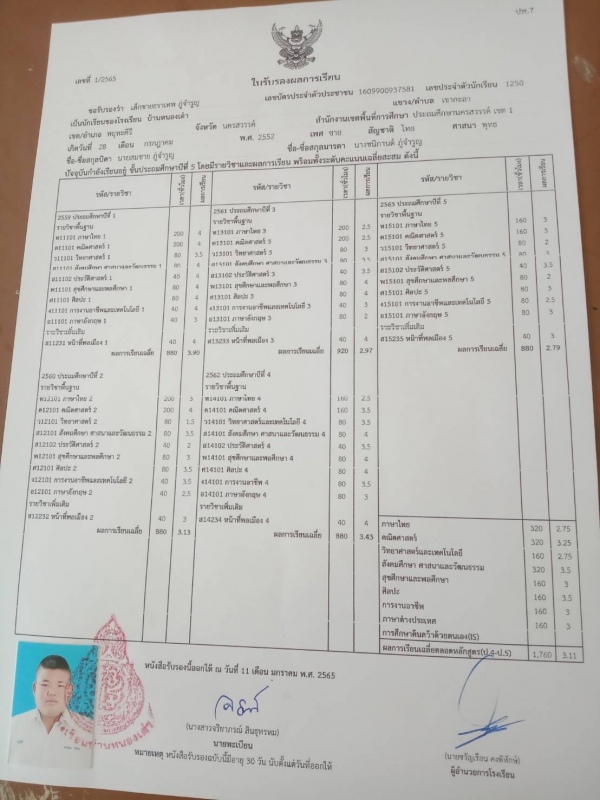 ปพ.7
เลขที่ 1/2565
ใบรับรองผลการเรียน
ขอรับรองว่า เด็กชายธราเทพ ภู่จำรูญ เลขบัตรประจำตัวประชาชน 1609900937581 เลขประจำตัวนักเรียน 1250
เป็นนักเรียนของโรงเรียน บ้านหนองเต่า แขวง/ตำบล เขากะลา
เขต/อำเภอ พยุหะคีรี จังหวัด นครสวรรค์ สำนักงานเขตพื้นที่การศึกษา ประถมศึกษานครสวรรค์ เขต 1
เกิดวันที่ 28 เดือน กรกฎาคม พ.ศ. 2552 เพศ ชาย สัญชาติ ไทย ศาสนา พุทธ
ชื่อ-ชื่อสกุลบิดา นายสมชาย ภู่จำรูญ ชื่อ-ชื่อสกุลมารดา นางชนิกานต์ ภู่จำรูญ
ปัจจุบันกำลังเรียนอยู่ ชั้นประถมศึกษาปีที่ 5 โดยมีรายวิชาและผลการเรียน พร้อมทั้งระดับคะแนนเฉลี่ยสะสม ดังนี้
รหัส/รายวิชา เวลา(ชั่วโมง) ผลการเรียน
2559 ประถมศึกษาปีที่ 1
รายวิชาพื้นฐาน
ท11101 ภาษาไทย 1 200 4
ค11101 คณิตศาสตร์ 1 200 4
ว11101 วิทยาศาสตร์ 1 80 3.5
ส11101 สังคมศึกษา ศาสนาและวัฒนธรรม 1 80 4
ส11102 ประวัติศาสตร์ 1 40 4
พ11101 สุขศึกษาและพลศึกษา 1 80 4
ศ11101 ศิลปะ 1 80 4
ง11101 การงานอาชีพและเทคโนโลยี 1 40 4
อ11101 ภาษาอังกฤษ 1 40 3
รายวิชาเพิ่มเติม
ส11231 หน้าที่พลเมือง 1 40 4
ผลการเรียนเฉลี่ย 880 3.90
2560 ประถมศึกษาปีที่ 2
รายวิชาพื้นฐาน
ท12101 ภาษาไทย 2 200 3
ค12101 คณิตศาสตร์ 2 200 4
ว12101 วิทยาศาสตร์ 2 80 1.5
ส12101 สังคมศึกษา ศาสนาและวัฒนธรรม 2 80 3.5
ส12102 ประวัติศาสตร์ 2 40 2
พ12101 สุขศึกษาและพลศึกษา 2 80 3
ศ12101 ศิลปะ 2 80 3.5
ง12101 การงานอาชีพและเทคโนโลยี 2 40 3.5
อ12101 ภาษาอังกฤษ 2 40 2.5
รายวิชาเพิ่มเติม
ส12232 หน้าที่พลเมือง 2 40 3
ผลการเรียนเฉลี่ย 880 3.13
รหัส/รายวิชา เวลา(ชั่วโมง) ผลการเรียน
2561 ประถมศึกษาปีที่ 3
รายวิชาพื้นฐาน
ท13101 ภาษาไทย 3 200 2.5
ค13101 คณิตศาสตร์ 3 200 2.5
ว13101 วิทยาศาสตร์ 3 80 3
ส13101 สังคมศึกษา ศาสนาและวัฒนธรรม 3 80
ส13102 ประวัติศาสตร์ 3 40 4
พ13101 สุขศึกษาและพลศึกษา 3 80 4
ศ13101 ศิลปะ 3 80 4
ง13101 การงานอาชีพและเทคโนโลยี 3 40 3
อ13101 ภาษาอังกฤษ 3 80 2
รายวิชาเพิ่มเติม
ส13233 หน้าที่พลเมือง 3 40 4
ผลการเรียนเฉลี่ย 920 2.97
2562 ประถมศึกษาปีที่ 4
รายวิชาพื้นฐาน
ท14101 ภาษาไทย 4 160 2.5
ค14101 คณิตศาสตร์ 4 160 3.5
ว14101 วิทยาศาสตร์และเทคโนโลยี 4 80 3.5
ส14101 สังคมศึกษา ศาสนาและวัฒนธรรม 4 80 4
ส14102 ประวัติศาสตร์ 4 40 3.5
พ14101 สุขศึกษาและพลศึกษา 4 80 4
ศ14101 ศิลปะ 4 80 4
ง14101 การงานอาชีพ 4 40 3.5
อ14101 ภาษาอังกฤษ 4 80 3
รายวิชาเพิ่มเติม
ส14234 หน้าที่พลเมือง 4 40 4
ผลการเรียนเฉลี่ย 880 3.43
รหัส/รายวิชา เวลา(ชั่วโมง) ผลการเรียน
2563 ประถมศึกษาปีที่ 5
รายวิชาพื้นฐาน
ท15101 ภาษาไทย 5 160 3
ค15101 คณิตศาสตร์ 5 160 3
ว15101 วิทยาศาสตร์ 5 80 2
ส15101 สังคมศึกษา ศาสนาและวัฒนธรรม 5 80 3
ส15102 ประวัติศาสตร์ 5 40 3.5
พ15101 สุขศึกษาและพลศึกษา 5 80 2
ศ15101 ศิลปะ 5 80 3
ง15101 การงานอาชีพและเทคโนโลยี 5 80 2.5
อ15101 ภาษาอังกฤษ 5 80 3
รายวิชาเพิ่มเติม
ส15235 หน้าที่พลเมือง 5 40 3
ผลการเรียนเฉลี่ย 880 2.79
ภาษาไทย 320 2.75
คณิตศาสตร์ 320 3.25
วิทยาศาสตร์และเทคโนโลยี 160 2.75
สังคมศึกษา ศาสนาและวัฒนธรรม 320 3.5
สุขศึกษาและพลศึกษา 160 3
ศิลปะ 160 3.5
การงานอาชีพ 160 3
ภาษาต่างประเทศ 160 3
การศึกษาค้นคว้าด้วยตนเอง(IS)
ผลการเรียนเฉลี่ยตลอดหลักสูตร(ป.4-ป.5) 1,760 3.11
หนังสือรับรองนี้ออกให้ ณ วันที่ 11 เดือน มกราคม พ.ศ. 2565
โรงเรียนบ้านหนองเต่า
(นางสาวจริยาภรณ์ สินธุทรหม)
นายทะเบียน
หมายเหตุ หนังสือรับรองฉบับนี้มีอายุ 30 วัน นับตั้งแต่วันที่ออกให้
(นายขวัญเรือน คงพิทักษ์)
ผู้อำนวยการโรงเรียน